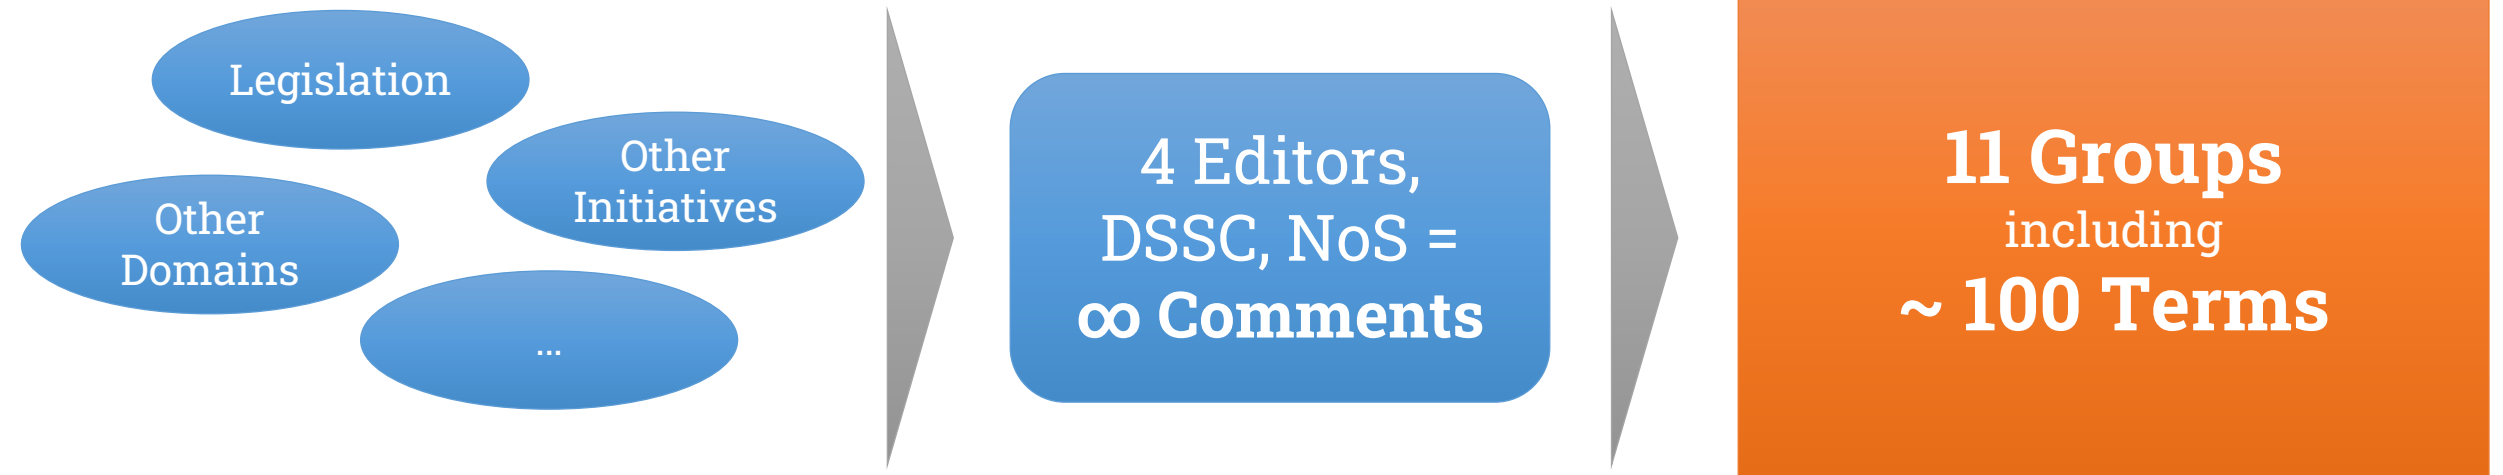 Legislation
Other
Initiatives
Other
Domains
...
4 Editors,
DSSC, NoS =
∞ Comments
11 Groups
including
~ 100 Terms